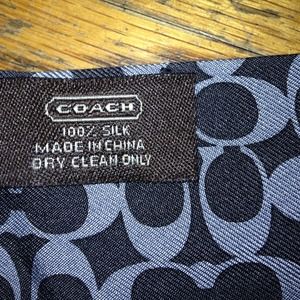 COACH
100% SILK
MADE IN CHINA
DRY CLEAN ONLY